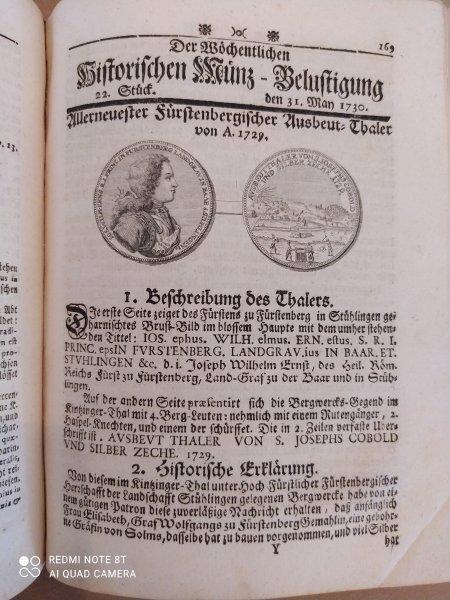 169
Der Wöchentlichen
Historischen Münz-Belustigung
22. Stück. den 31. May 1730.
Allerneuester Fürstenbergischer Ausbeut-Thaler
von A. 1729.
1. Beschreibung des Thalers.
Die erste Seite zeiget des Fürstens zu Fürstenberg in Stühlingen ge-
harnischtes Brust-Bild im blossem Haupte mit dem umher stehen-
den Tittel: IOS. ephus. WILH. elmus. ERN. estus. S. R. I.
PRINC. epsIN FVRSTENBERG, LANDGRAV, ius IN BAAR. ET.
STVHLINGEN &c. d. i. Joseph Wilhelm Ernst, des Heil. Röm.
Reichs Fürst zu Fürstenberg, Land-Graf zu der Baar und in Stüh-
lingen.
Auf der andern Seite præsentirt sich die Bergwercks-Gegend im
Kintzinger-Thal mit 4. Berg-Leuten: nehmlich mit einem Rutengänger, 2.
Haspel-Knechten, und einem der schürffet. Die in 2. Zeilen verfaste Uber-
schrifft ist. AVSBEVT THALER VON S. JOSEPHS COBOLD
VND SILBER ZECHE. 1729.
2. Historische Erklärung.
Von diesem im Kintzinger-Thal unter Hoch Fürstlicher Fürstenbergischer
Herrschafft der Landschafft Stühlingen gelegenen Bergwercke habe von ei-
nem gütigen Patron diese zuverläßige Nachricht erhalten, daß anfänglich
Frau Elisabeth, Graf Wolfgangs zu Fürstenberg Gemahlin, eine gebohr-
ne Gräfin von Solms, dasselbe hat zu bauen vorgenommen, und viel Silber
Y hat
REDMI NOTE 8T
AI QUAD CAMERA